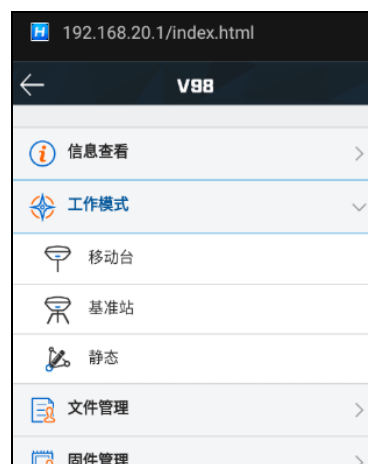 H 192.168.20.1/index.html
V98
信息查看
工作模式
移动台
基准站
静态
文件管理
固件管理